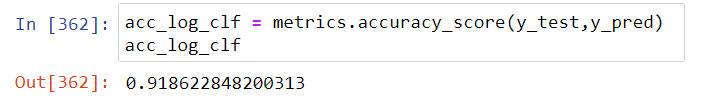 In [362]: acc_log_clf = metrics.accuracy_score(y_test,y_pred)
acc_log_clf
Out[362]: 0.918622848200313